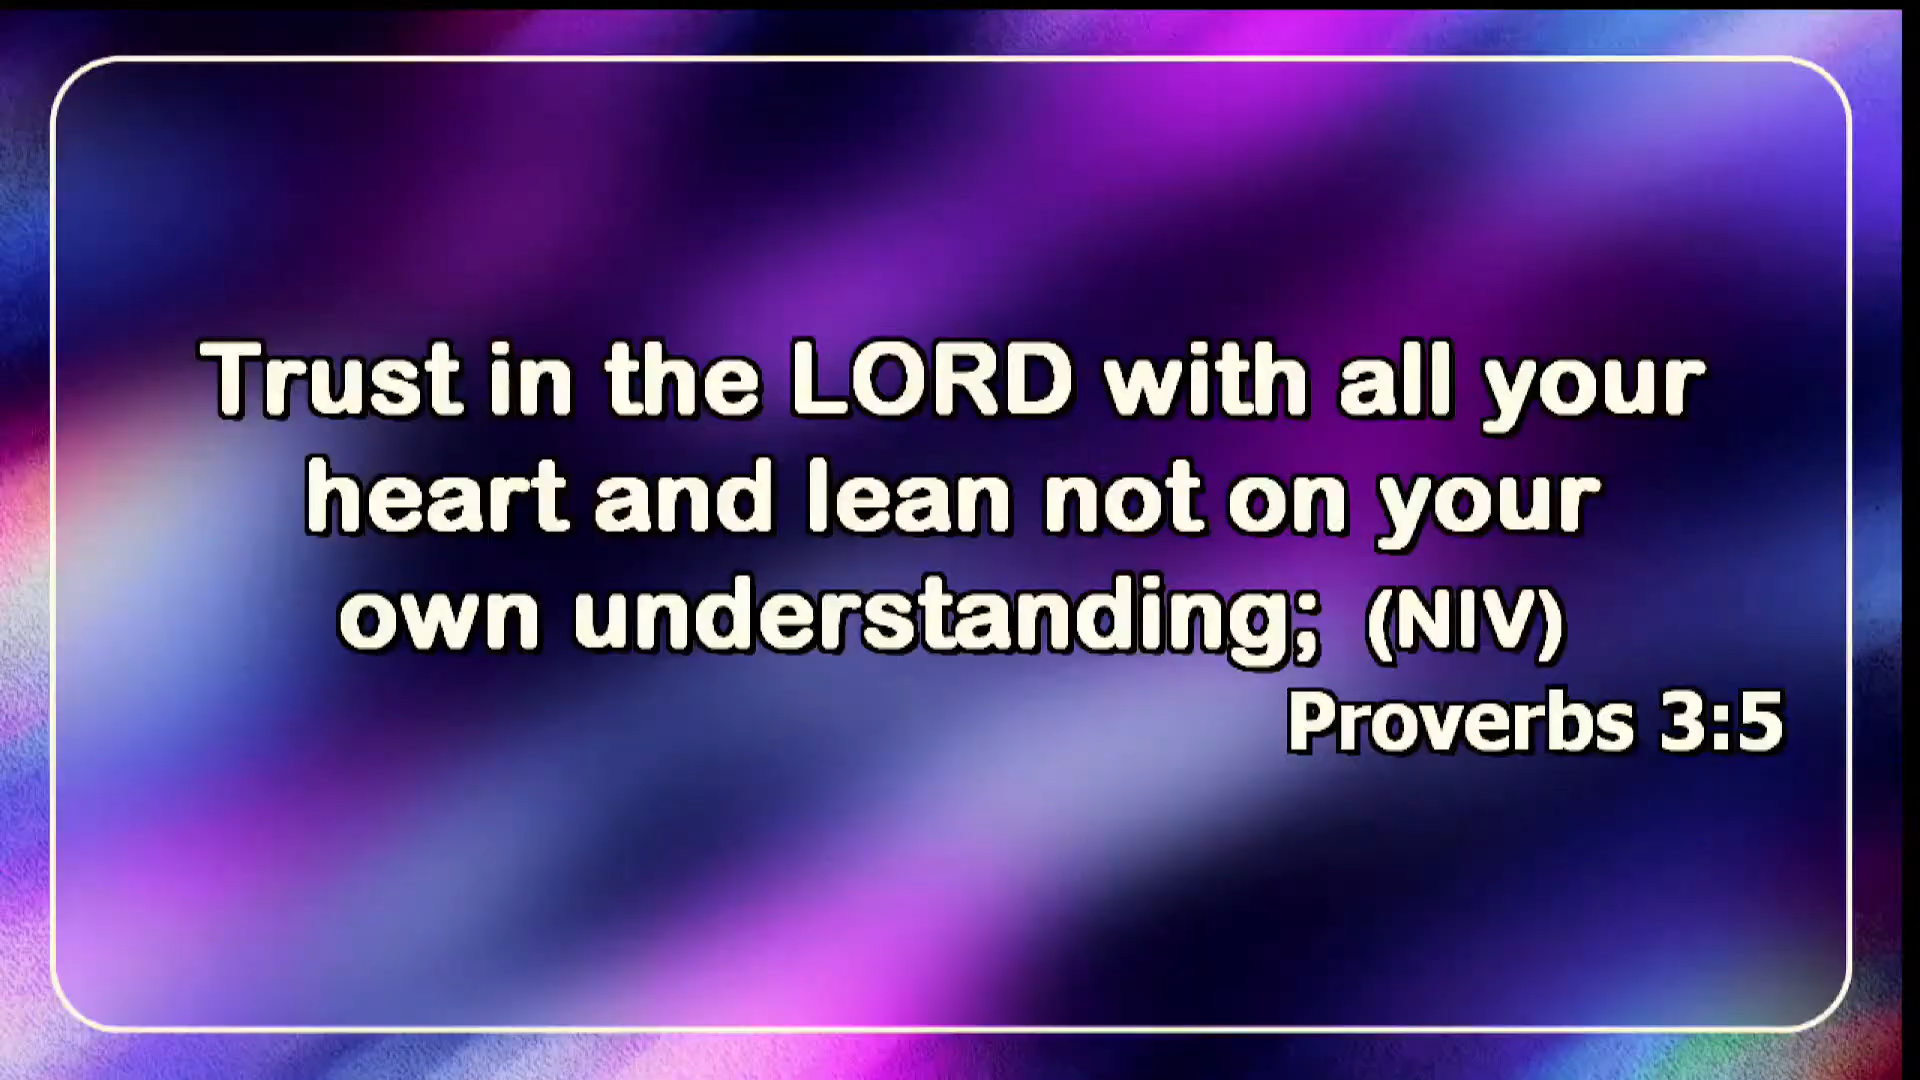 Trust in the LORD with all your
heart and lean not on your
own understanding; (NIV)
Proverbs 3:5